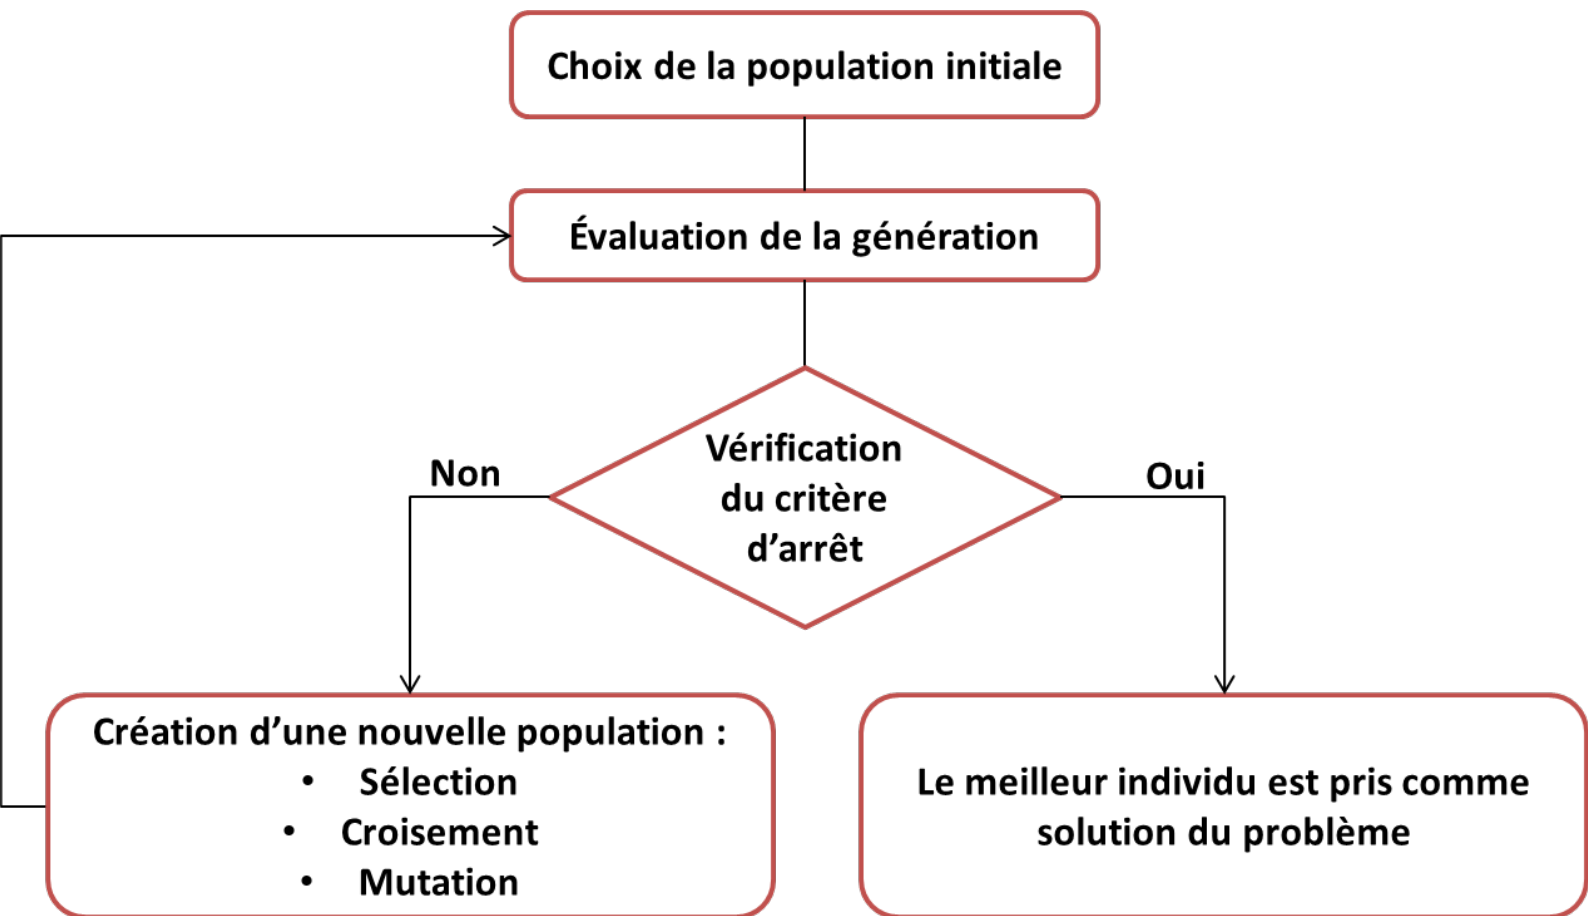 Choix de la population initiale
Évaluation de la génération
Vérification
du critère
d’arrêt
Non
Oui
Création d’une nouvelle population :
• Sélection
• Croisement
• Mutation
Le meilleur individu est pris comme
solution du problème